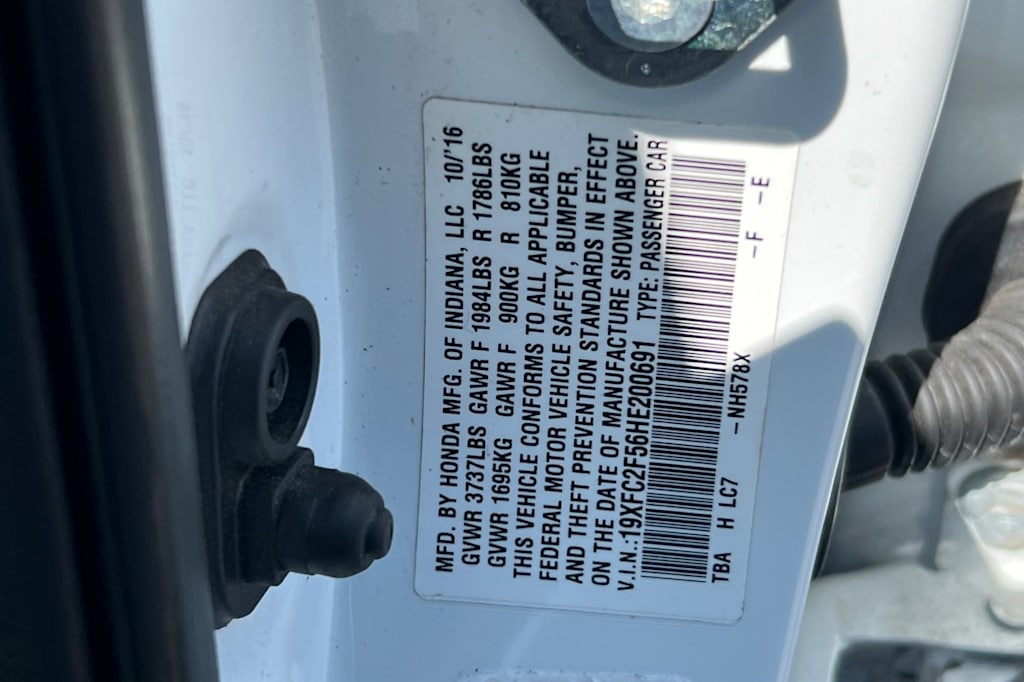 MFD. BY HONDA MFG. OF INDIANA, LLC 10/'16
GVWR 3737LBS GAWR F 1984LBS R 1786LBS
GVWR 1695KG GAWR F 900KG R 810KG
THIS VEHICLE CONFORMS TO ALL APPLICABLE
FEDERAL MOTOR VEHICLE SAFETY, BUMPER,
AND THEFT PREVENTION STANDARDS IN EFFECT
ON THE DATE OF MANUFACTURE SHOWN ABOVE.
V.I.N.:19XFC2F56HE200691 TYPE: PASSENGER CAR
TBA H LC7 – NH578X
– F – E